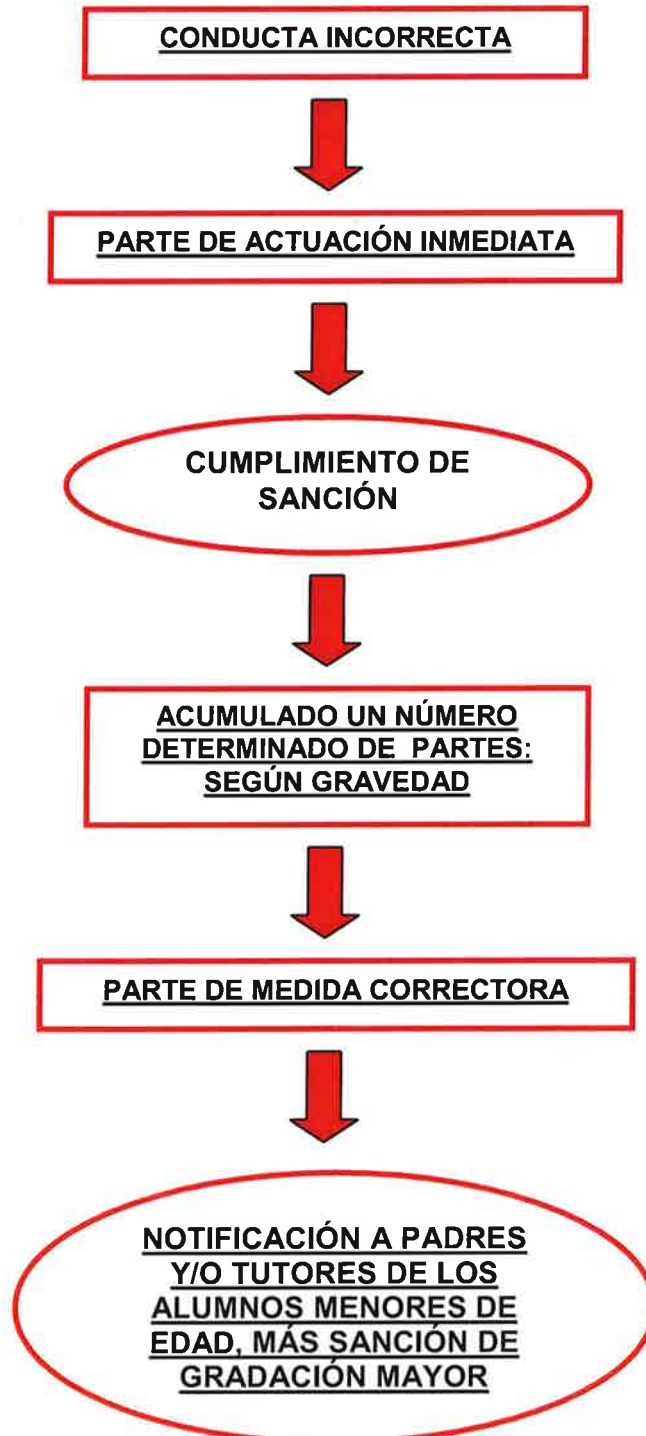 CONDUCTA INCORRECTA
PARTE DE ACTUACIÓN INMEDIATA
CUMPLIMIENTO DE
SANCIÓN
ACUMULADO UN NÚMERO
DETERMINADO DE PARTES:
SEGÚN GRAVEDAD
PARTE DE MEDIDA CORRECTORA
NOTIFICACIÓN A PADRES
Y/O TUTORES DE LOS
ALUMNOS MENORES DE
EDAD, MÁS SANCIÓN DE
GRADACIÓN MAYOR